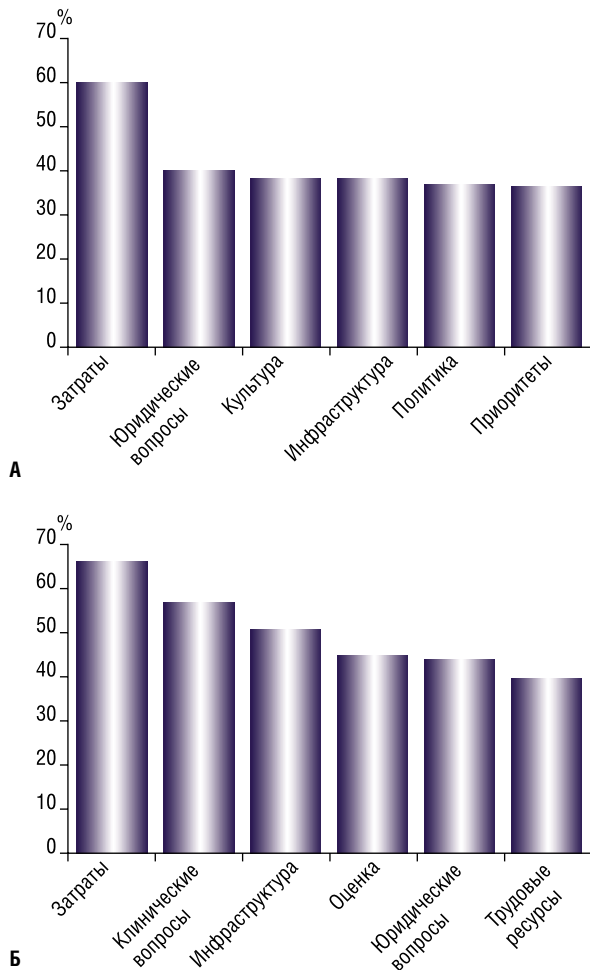 %
70
60
50
40
30
20
10
0
Затраты
Юридические
вопросы
Культура
Инфраструктура
Политика
Приоритеты
А
%
70
60
50
40
30
20
10
0
Затраты
Клинические
вопросы
Инфраструктура
Оценка
Юридические
вопросы
Трудовые
ресурсы
Б